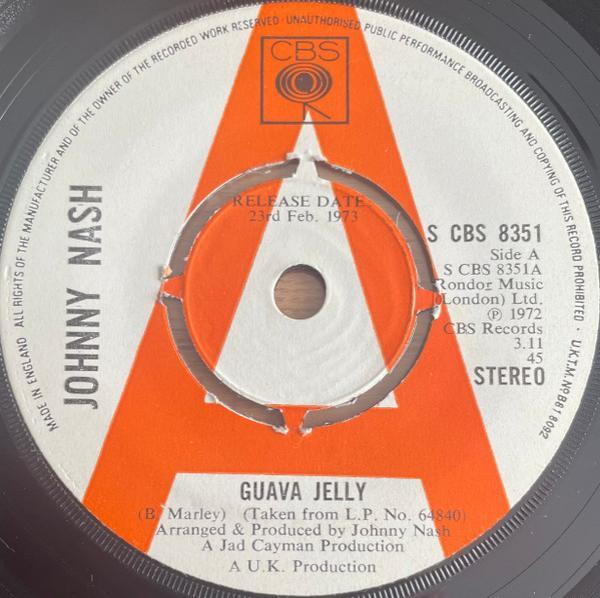 MADE IN ENGLAND ALL RIGHTS OF THE MANUFACTURER AND OF THE OWNER OF THE RECORDED WORK RESERVED · UNAUTHORISED PUBLIC PERFORMANCE BROADCASTING AND COPYING OF THIS RECORD PROHIBITED · U.K.T.M. No. B618092
CBS
JOHNNY NASH
RELEASE DATE
23rd Feb. 1973
S CBS 8351
Side A
S CBS 8351A
Rondor Music
(London) Ltd.
℗ 1972
CBS Records
3.11
45
STEREO
A
GUAVA JELLY
(B. Marley) (Taken from L.P. No. 64840)
Arranged & Produced by Johnny Nash
A Jad Cayman Production
A U.K. Production